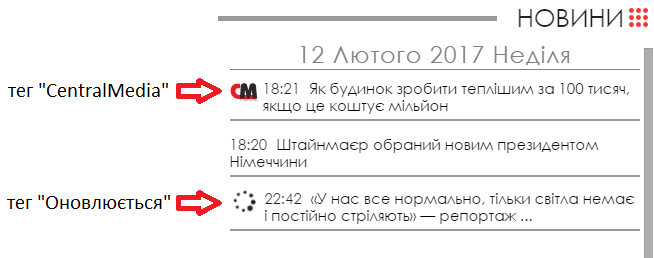 НОВИНИ
12 Лютого 2017 Неділя
тег "CentralMedia"
CM 18:21 Як будинок зробити теплішим за 100 тисяч,
якщо це коштує мільйон
18:20 Штайнмаєр обраний новим президентом
Німеччини
тег "Оновлюється"
22:42 «У нас все нормально, тільки світла немає
і постійно стріляють» — репортаж ...